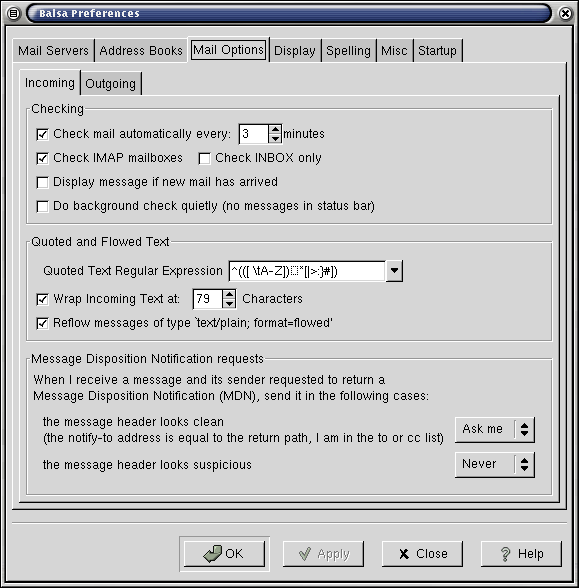 Balsa Preferences
Mail Servers Address Books Mail Options Display Spelling Misc Startup
Incoming Outgoing
Checking
Check mail automatically every: 3 minutes
Check IMAP mailboxes Check INBOX only
Display message if new mail has arrived
Do background check quietly (no messages in status bar)
Quoted and Flowed Text
Quoted Text Regular Expression ^(([ \tA-Z])□*[|>:}#])
Wrap Incoming Text at: 79 Characters
Reflow messages of type `text/plain; format=flowed'
Message Disposition Notification requests
When I receive a message and its sender requested to return a
Message Disposition Notification (MDN), send it in the following cases:
the message header looks clean
(the notify-to address is equal to the return path, I am in the to or cc list) Ask me
the message header looks suspicious Never
OK Apply Close Help